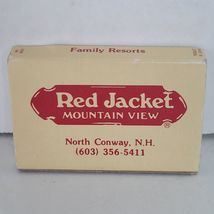 Family Resorts
Red Jacket
MOUNTAIN VIEW
®
North Conway, N.H.
(603) 356-5411